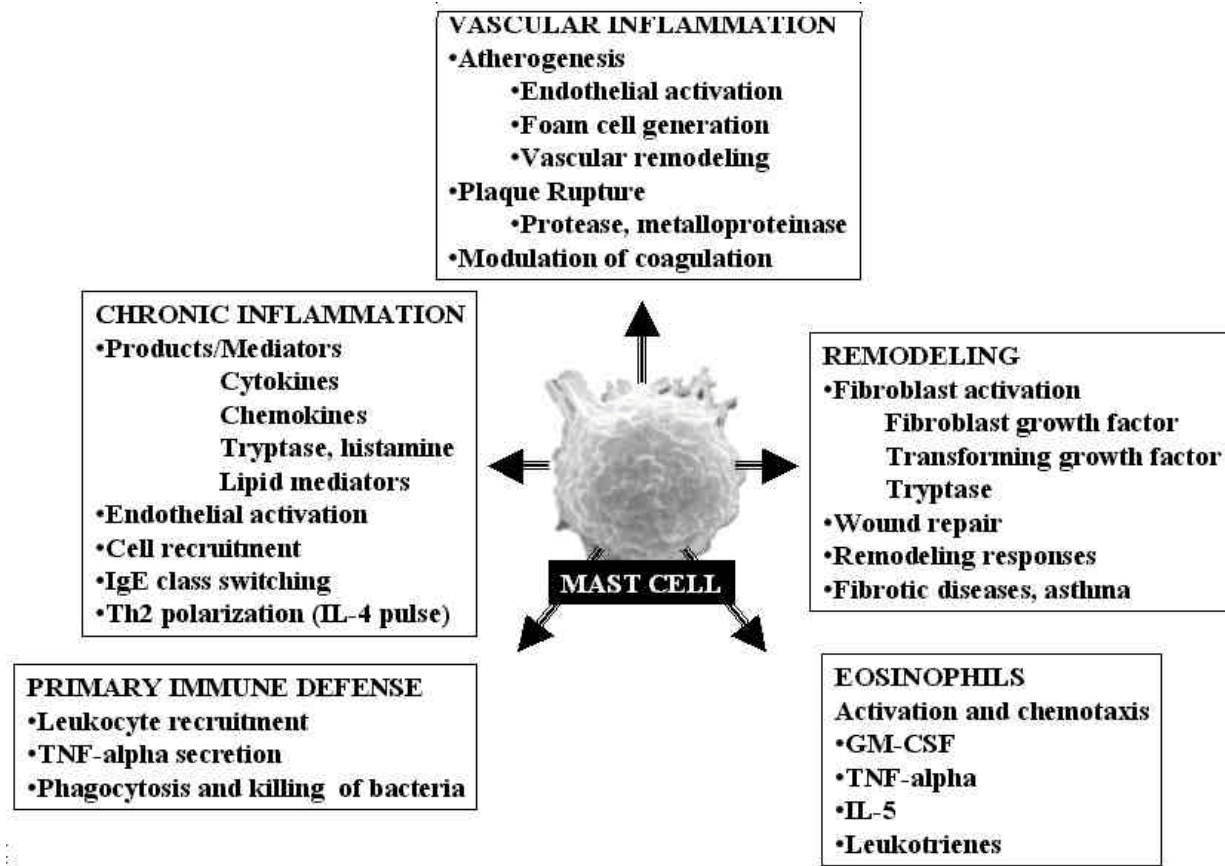 VASCULAR INFLAMMATION
•Atherogenesis
•Endothelial activation
•Foam cell generation
•Vascular remodeling
•Plaque Rupture
•Protease, metalloproteinase
•Modulation of coagulation
CHRONIC INFLAMMATION
•Products/Mediators
Cytokines
Chemokines
Tryptase, histamine
Lipid mediators
•Endothelial activation
•Cell recruitment
•IgE class switching
•Th2 polarization (IL-4 pulse)
REMODELING
•Fibroblast activation
Fibroblast growth factor
Transforming growth factor
Tryptase
•Wound repair
•Remodeling responses
•Fibrotic diseases, asthma
MAST CELL
PRIMARY IMMUNE DEFENSE
•Leukocyte recruitment
•TNF-alpha secretion
•Phagocytosis and killing of bacteria
EOSINOPHILS
Activation and chemotaxis
•GM-CSF
•TNF-alpha
•IL-5
•Leukotrienes